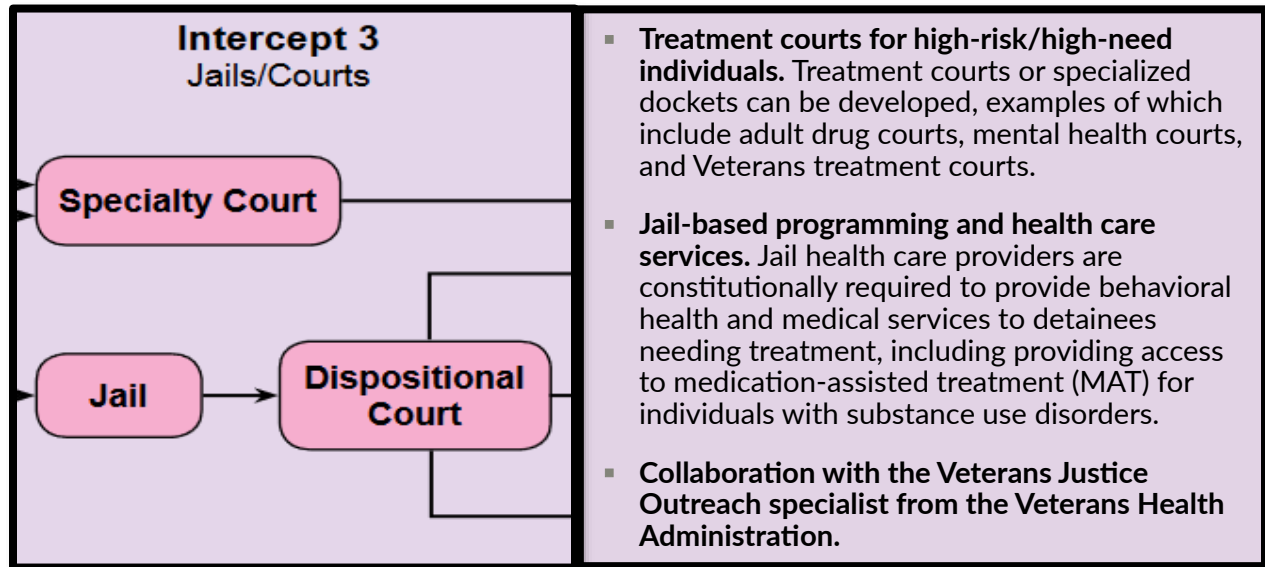 Intercept 3
Jails/Courts
Specialty Court
Jail
Dispositional
Court
▪ Treatment courts for high-risk/high-need
individuals. Treatment courts or specialized
dockets can be developed, examples of which
include adult drug courts, mental health courts,
and Veterans treatment courts.
▪ Jail-based programming and health care
services. Jail health care providers are
constitutionally required to provide behavioral
health and medical services to detainees
needing treatment, including providing access
to medication-assisted treatment (MAT) for
individuals with substance use disorders.
▪ Collaboration with the Veterans Justice
Outreach specialist from the Veterans Health
Administration.